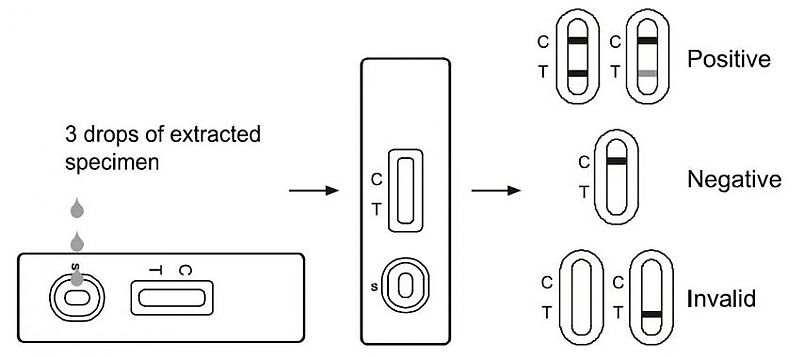 3 drops of extracted
specimen
s
T C
C
T
s
C
T
C
T
Positive
C
T
Negative
C
T
C
T
Invalid